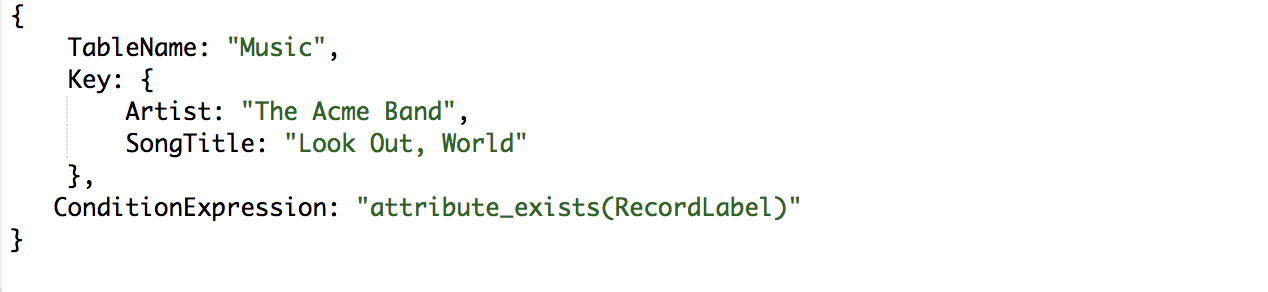 {
    TableName: "Music",
    Key: {
        Artist: "The Acme Band",
        SongTitle: "Look Out, World"
    },
   ConditionExpression: "attribute_exists(RecordLabel)"
}